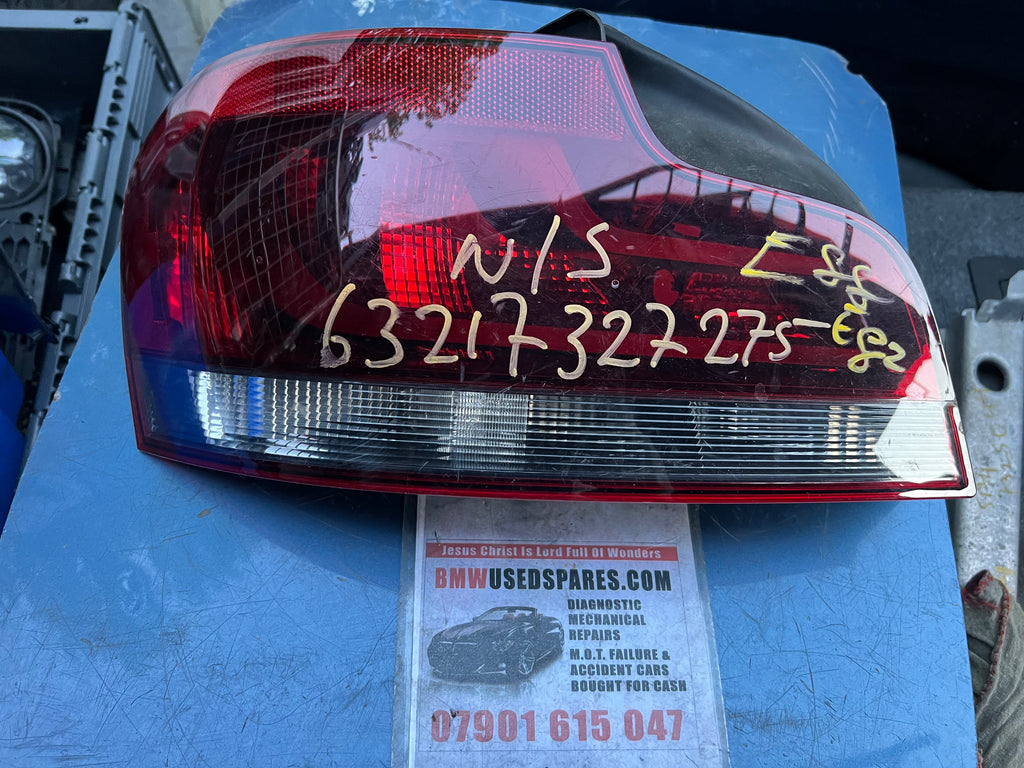 N/S
63217327275-
E82
E88
L
Jesus Christ Is Lord Full Of Wonders
BMWUSEDSPARES.COM
DIAGNOSTIC
MECHANICAL
REPAIRS
M.O.T. FAILURE &
ACCIDENT CARS
BOUGHT FOR CASH
07901 615 047